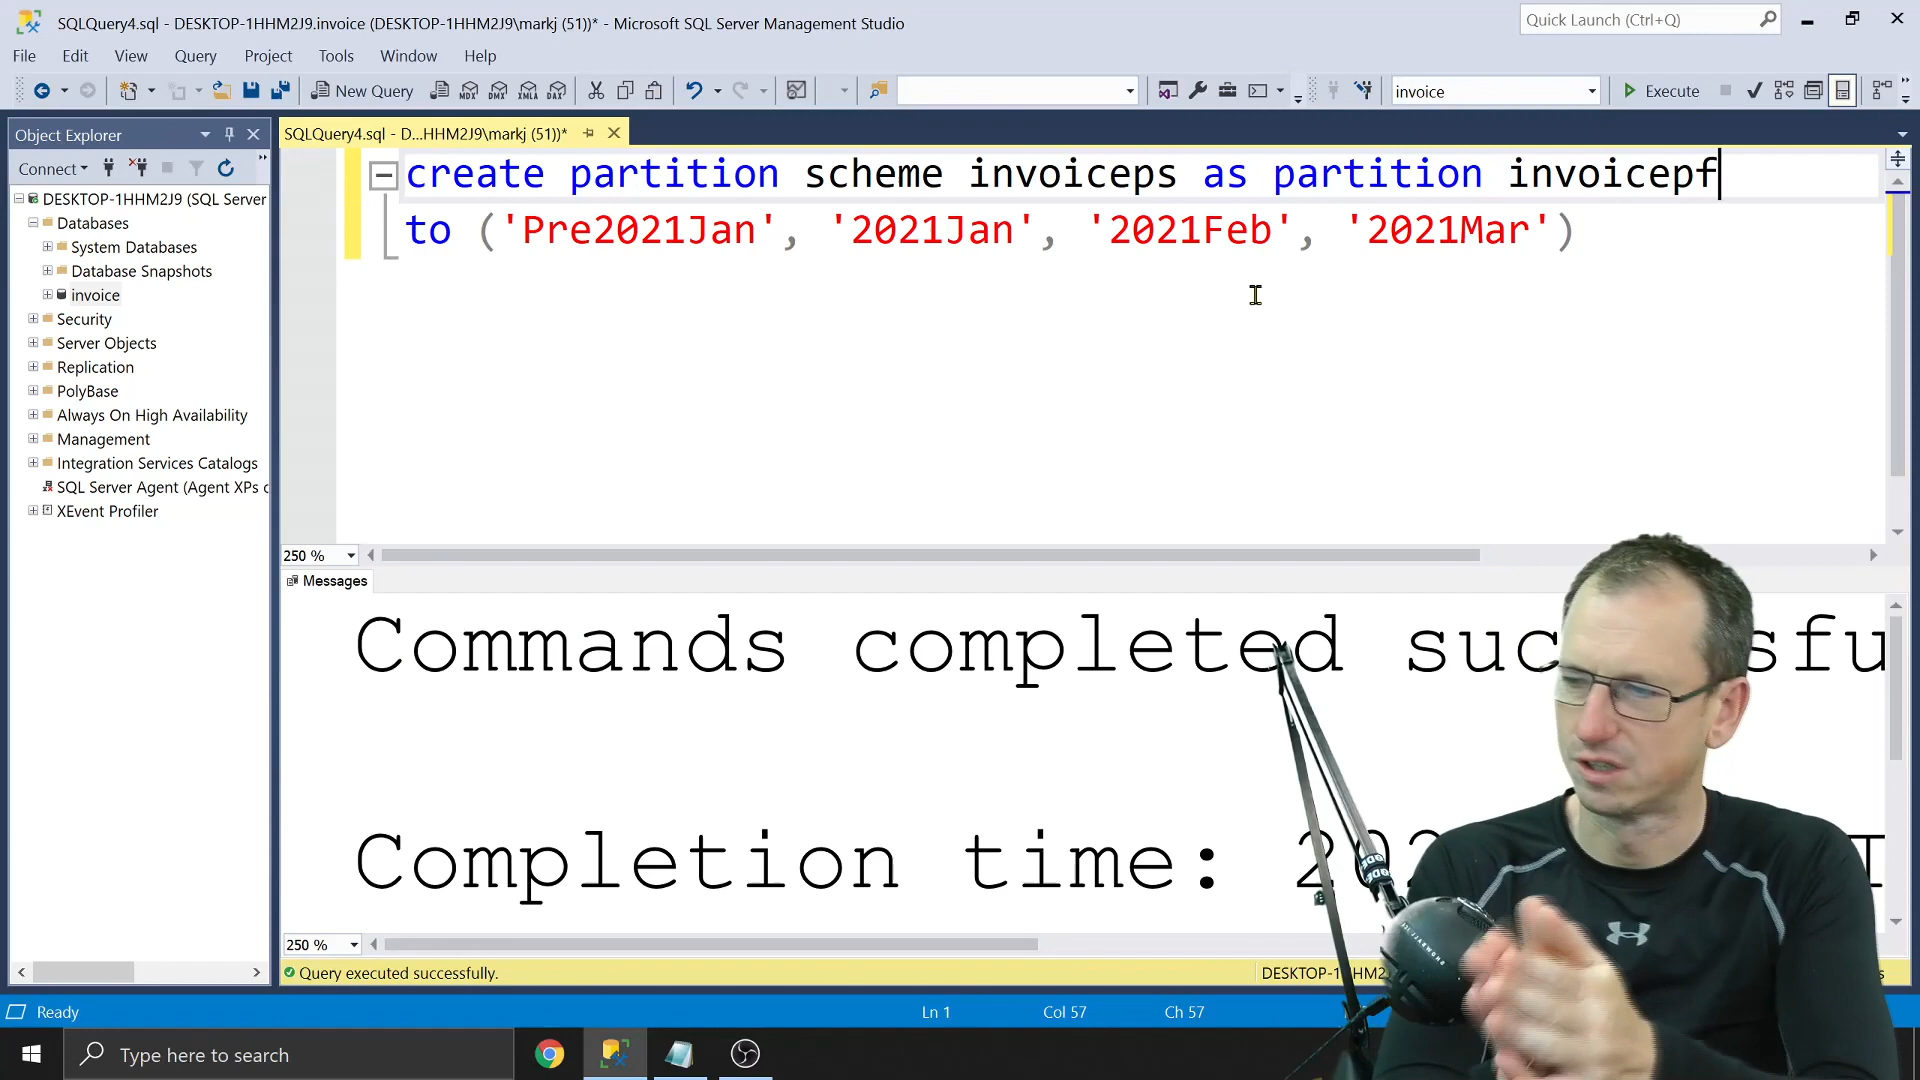 SQLQuery4.sql - DESKTOP-1HHM2J9.invoice (DESKTOP-1HHM2J9\markj (51))* - Microsoft SQL Server Management Studio
Quick Launch (Ctrl+Q)
File Edit View Query Project Tools Window Help
New Query
MDX DMX XMLA DAX
invoice
Execute
Object Explorer
SQLQuery4.sql - D...HHM2J9\markj (51))*
Connect
DESKTOP-1HHM2J9 (SQL Server
Databases
System Databases
Database Snapshots
invoice
Security
Server Objects
Replication
PolyBase
Always On High Availability
Management
Integration Services Catalogs
SQL Server Agent (Agent XPs
XEvent Profiler
create partition scheme invoiceps as partition invoicepf
to ('Pre2021Jan', '2021Jan', '2021Feb', '2021Mar')
250 %
Messages
Commands completed
Completion time:
250 %
Query executed successfully.
Ready
Ln 1
Col 57
Ch 57
Type here to search